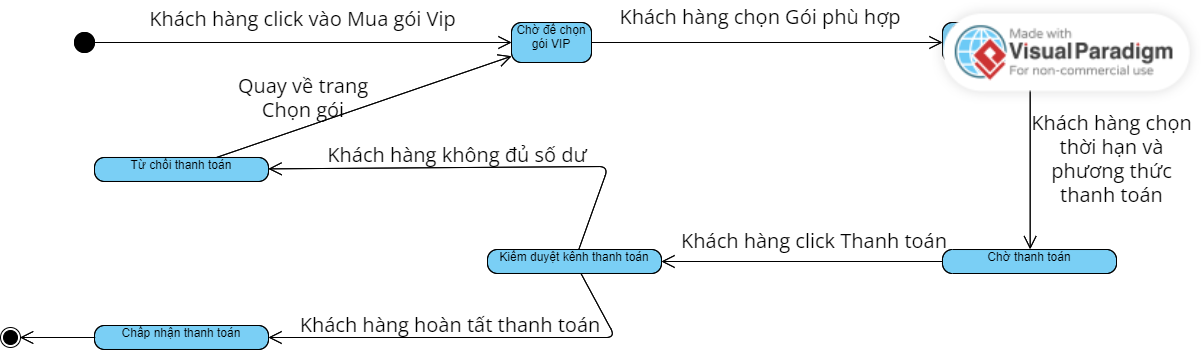 Khách hàng click vào Mua gói Vip
Chờ để chọn
gói VIP
Khách hàng chọn Gói phù hợp
Made with
Visual Paradigm
For non-commercial use
Quay về trang
Chọn gói
Khách hàng chọn
thời hạn và
phương thức
thanh toán
Từ chối thanh toán
Khách hàng không đủ số dư
Kiểm duyệt kênh thanh toán
Khách hàng click Thanh toán
Chờ thanh toán
Chấp nhận thanh toán
Khách hàng hoàn tất thanh toán